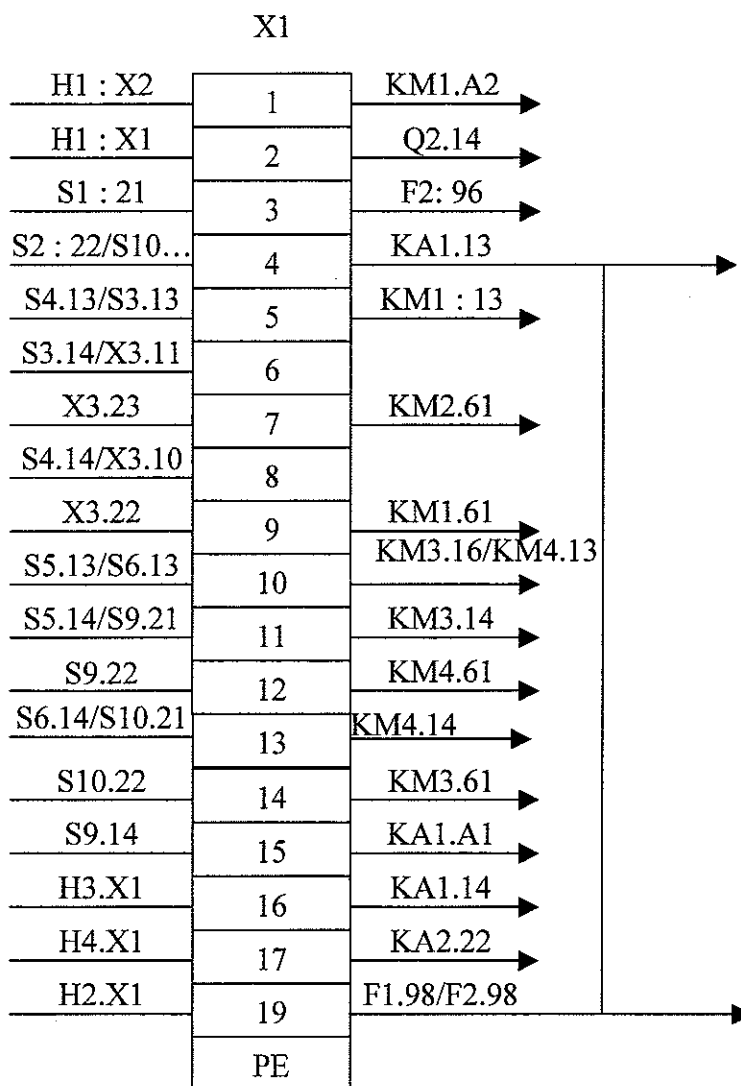 X1
H1 : X2 1 KM1.A2
H1 : X1 2 Q2.14
S1 : 21 3 F2: 96
S2 : 22/S10... 4 KA1.13
S4.13/S3.13 5 KM1 : 13
S3.14/X3.11 6
X3.23 7 KM2.61
S4.14/X3.10 8
X3.22 9 KM1.61
S5.13/S6.13 10 KM3.16/KM4.13
S5.14/S9.21 11 KM3.14
S9.22 12 KM4.61
S6.14/S10.21 13 KM4.14
S10.22 14 KM3.61
S9.14 15 KA1.A1
H3.X1 16 KA1.14
H4.X1 17 KA2.22
H2.X1 19 F1.98/F2.98
PE